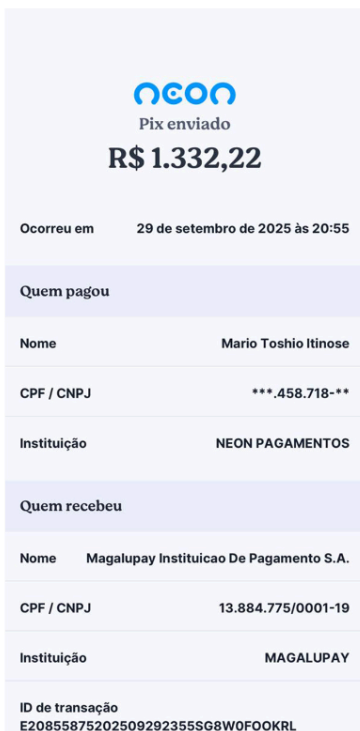 neon
Pix enviado
R$ 1.332,22
Ocorreu em 29 de setembro de 2025 às 20:55
Quem pagou
Nome Mario Toshio Itinose
CPF / CNPJ ***.458.718-**
Instituição NEON PAGAMENTOS
Quem recebeu
Nome Magalupay Instituicao De Pagamento S.A.
CPF / CNPJ 13.884.775/0001-19
Instituição MAGALUPAY
ID de transação
E20855875202509292355SG8W0FOOKRL